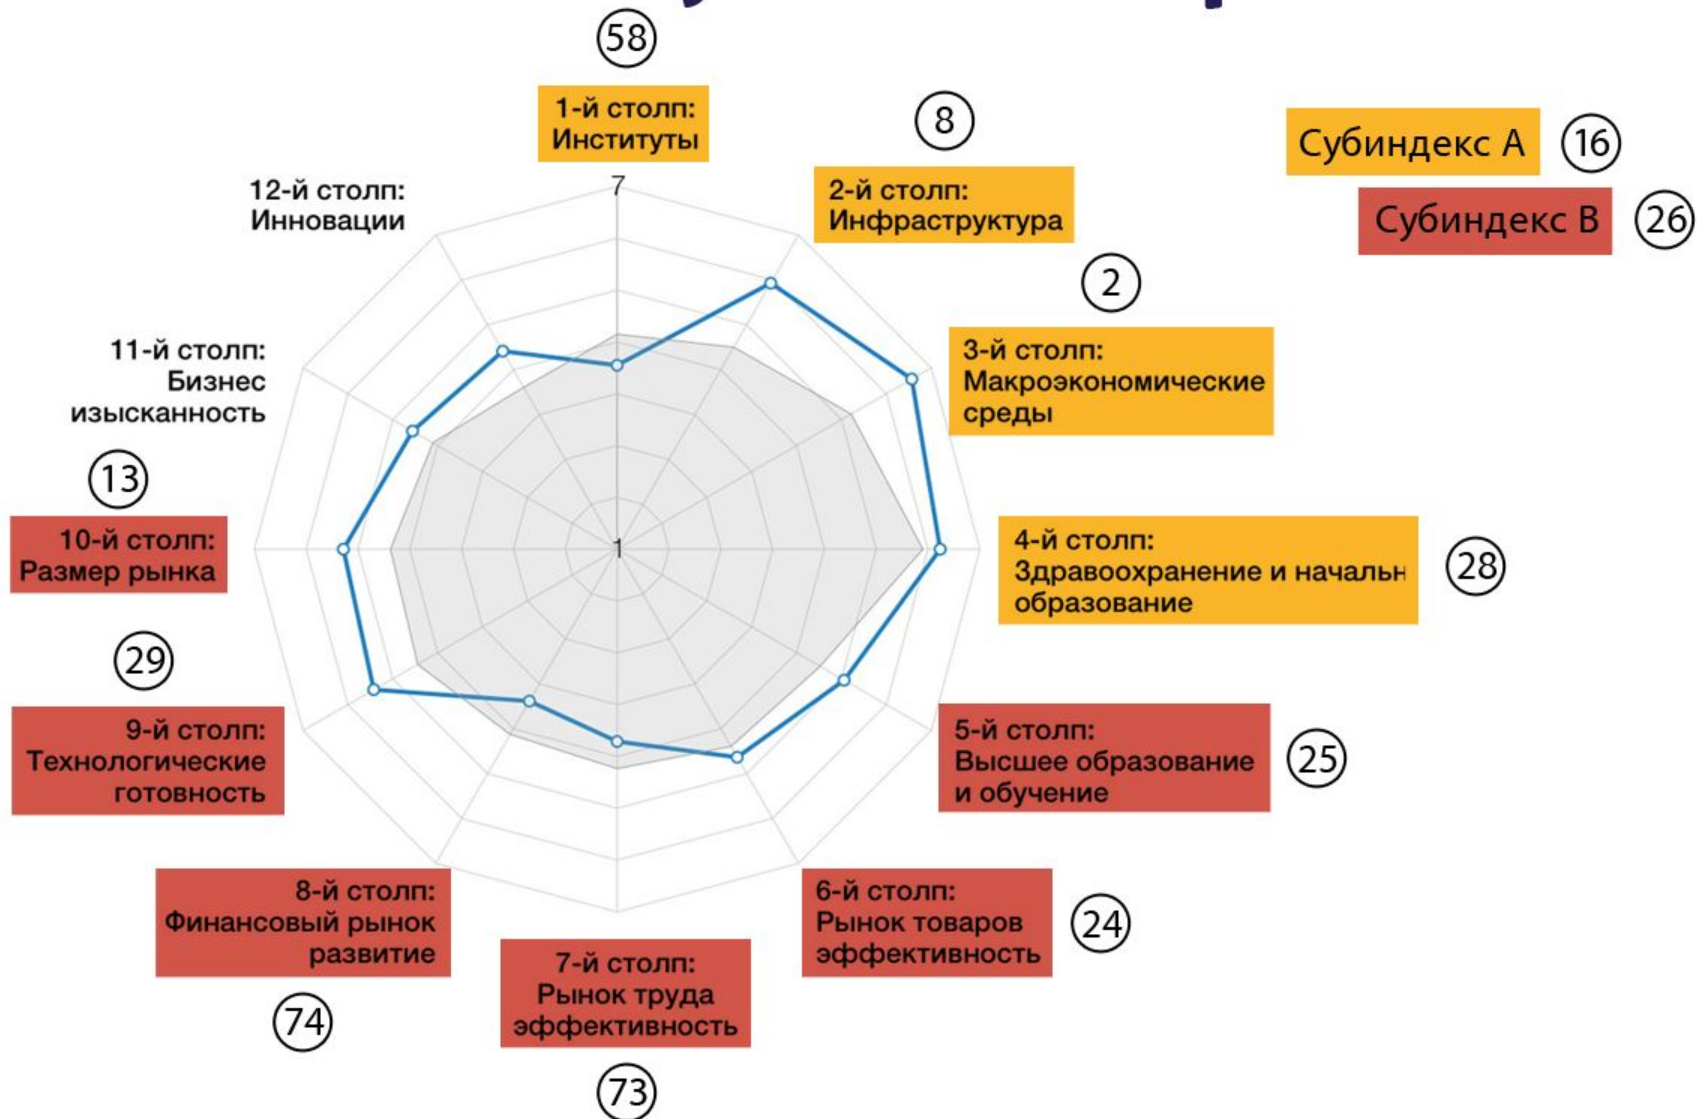 58
1-й столп:
Институты
8
2-й столп:
Инфраструктура
Субиндекс А
16
Субиндекс В
26
2
3-й столп:
Макроэкономические
среды
4-й столп:
Здравоохранение и начальн
образование
28
5-й столп:
Высшее образование
и обучение
25
6-й столп:
Рынок товаров
эффективность
24
7-й столп:
Рынок труда
эффективность
73
8-й столп:
Финансовый рынок
развитие
74
29
9-й столп:
Технологические
готовность
13
10-й столп:
Размер рынка
11-й столп:
Бизнес
изысканность
12-й столп:
Инновации
7
1